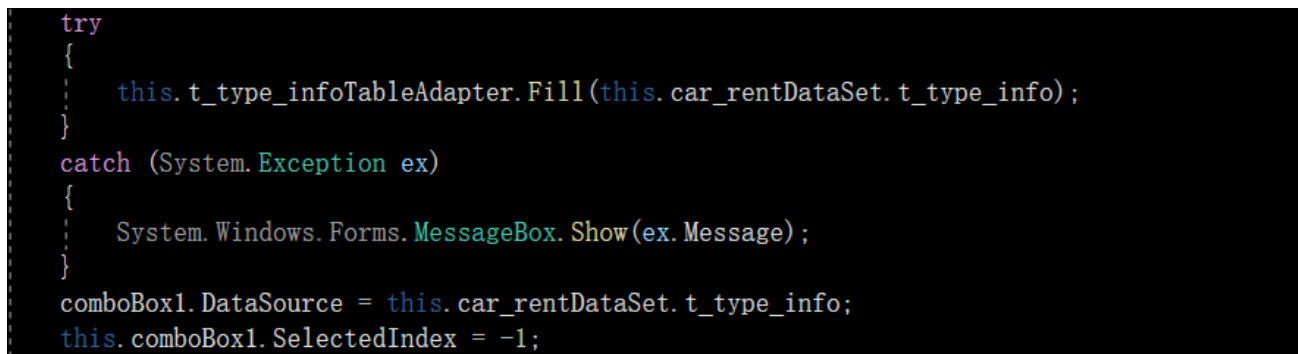 try
{
this.t_type_infoTableAdapter.Fill(this.car_rentDataSet.t_type_info);
}
catch (System.Exception ex)
{
System.Windows.Forms.MessageBox.Show(ex.Message);
}
comboBox1.DataSource = this.car_rentDataSet.t_type_info;
this.comboBox1.SelectedIndex = -1;